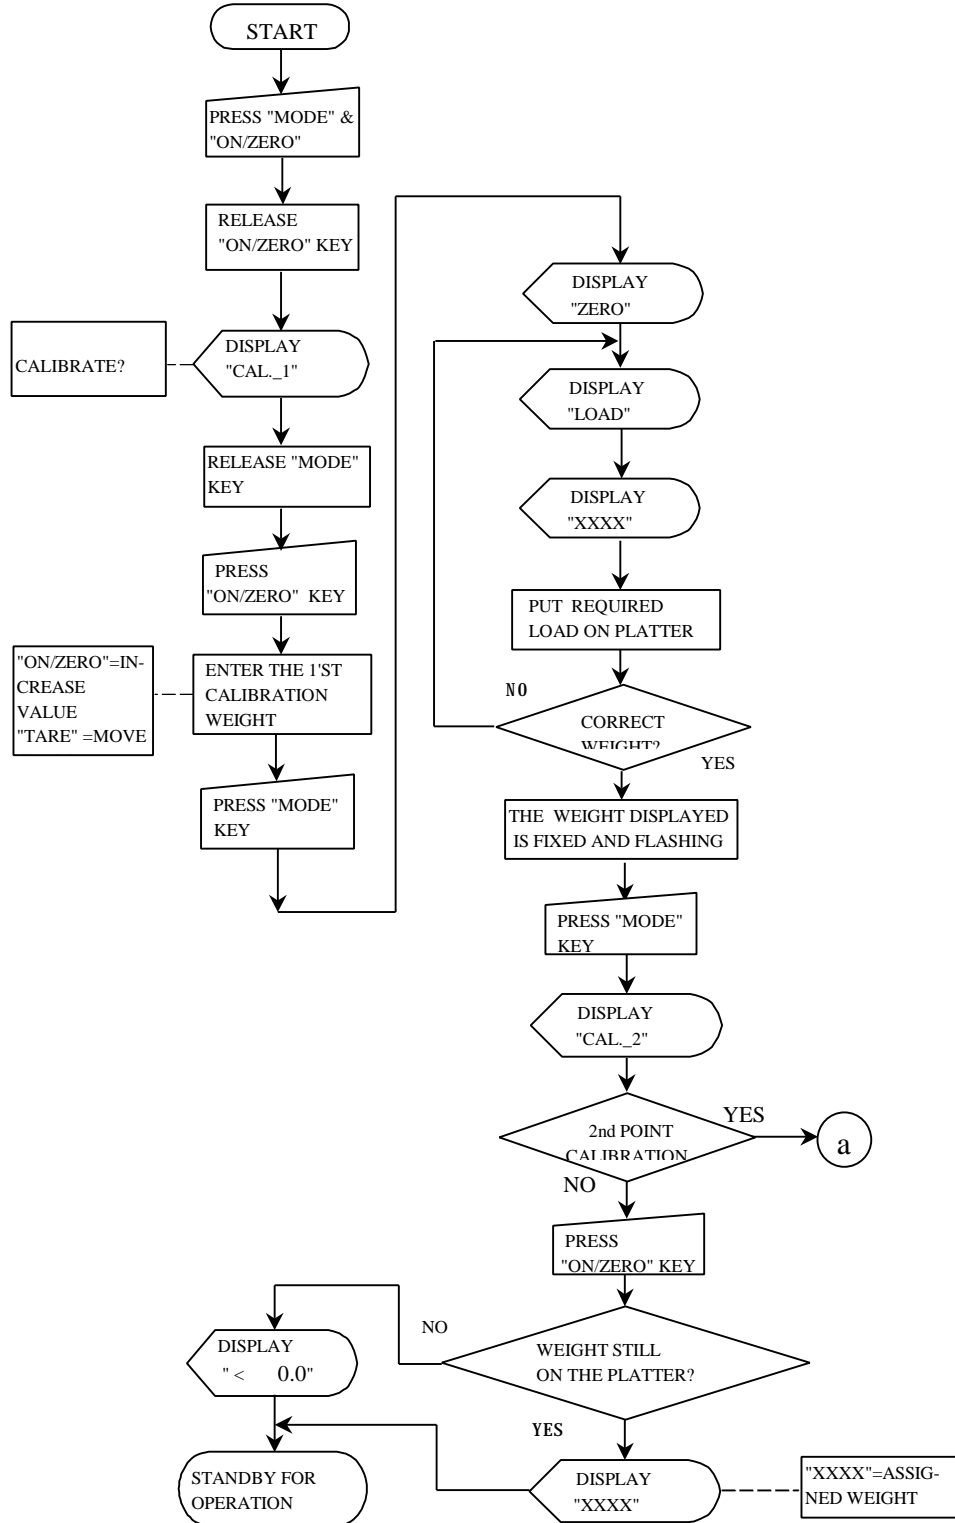 START
PRESS "MODE" &
"ON/ZERO"
RELEASE
"ON/ZERO" KEY
CALIBRATE?
DISPLAY
"CAL._1"
RELEASE "MODE"
KEY
PRESS
"ON/ZERO" KEY
"ON/ZERO"=IN-
CREASE
VALUE
"TARE" =MOVE
ENTER THE 1'ST
CALIBRATION
WEIGHT
PRESS "MODE"
KEY
DISPLAY
"ZERO"
DISPLAY
"LOAD"
DISPLAY
"XXXX"
PUT REQUIRED
LOAD ON PLATTER
NO
CORRECT
WEIGHT?
YES
THE WEIGHT DISPLAYED
IS FIXED AND FLASHING
PRESS "MODE"
KEY
DISPLAY
"CAL._2"
2nd POINT
CALIBRATION
YES
a
NO
PRESS
"ON/ZERO" KEY
WEIGHT STILL
ON THE PLATTER?
NO
DISPLAY
" < 0.0"
YES
STANDBY FOR
OPERATION
DISPLAY
"XXXX"
"XXXX"=ASSIG-
NED WEIGHT